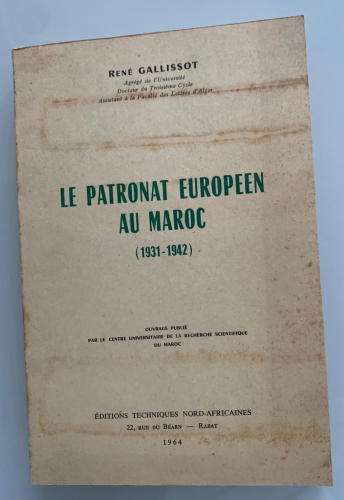 RENÉ GALLISSOT
Agrégé de l'Université
Docteur du Troisième Cycle
Assistant à la Faculté des Lettres d'Alger
LE PATRONAT EUROPEEN
AU MAROC
(1931-1942)
OUVRAGE PUBLIÉ
PAR LE CENTRE UNIVERSITAIRE DE LA RECHERCHE SCIENTIFIQUE
DU MAROC
ÉDITIONS TECHNIQUES NORD-AFRICAINES
22, RUE DU BÉARN — RABAT
1964